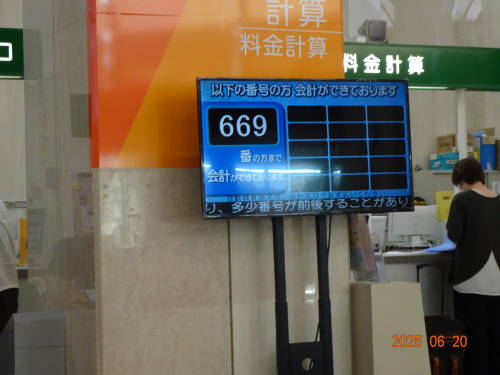 計算
料金計算
料金計算
口
以下の番号の方 会計ができております
669
番の方まで
会計ができております
り、多少番号が前後することがあり
2025 06 20